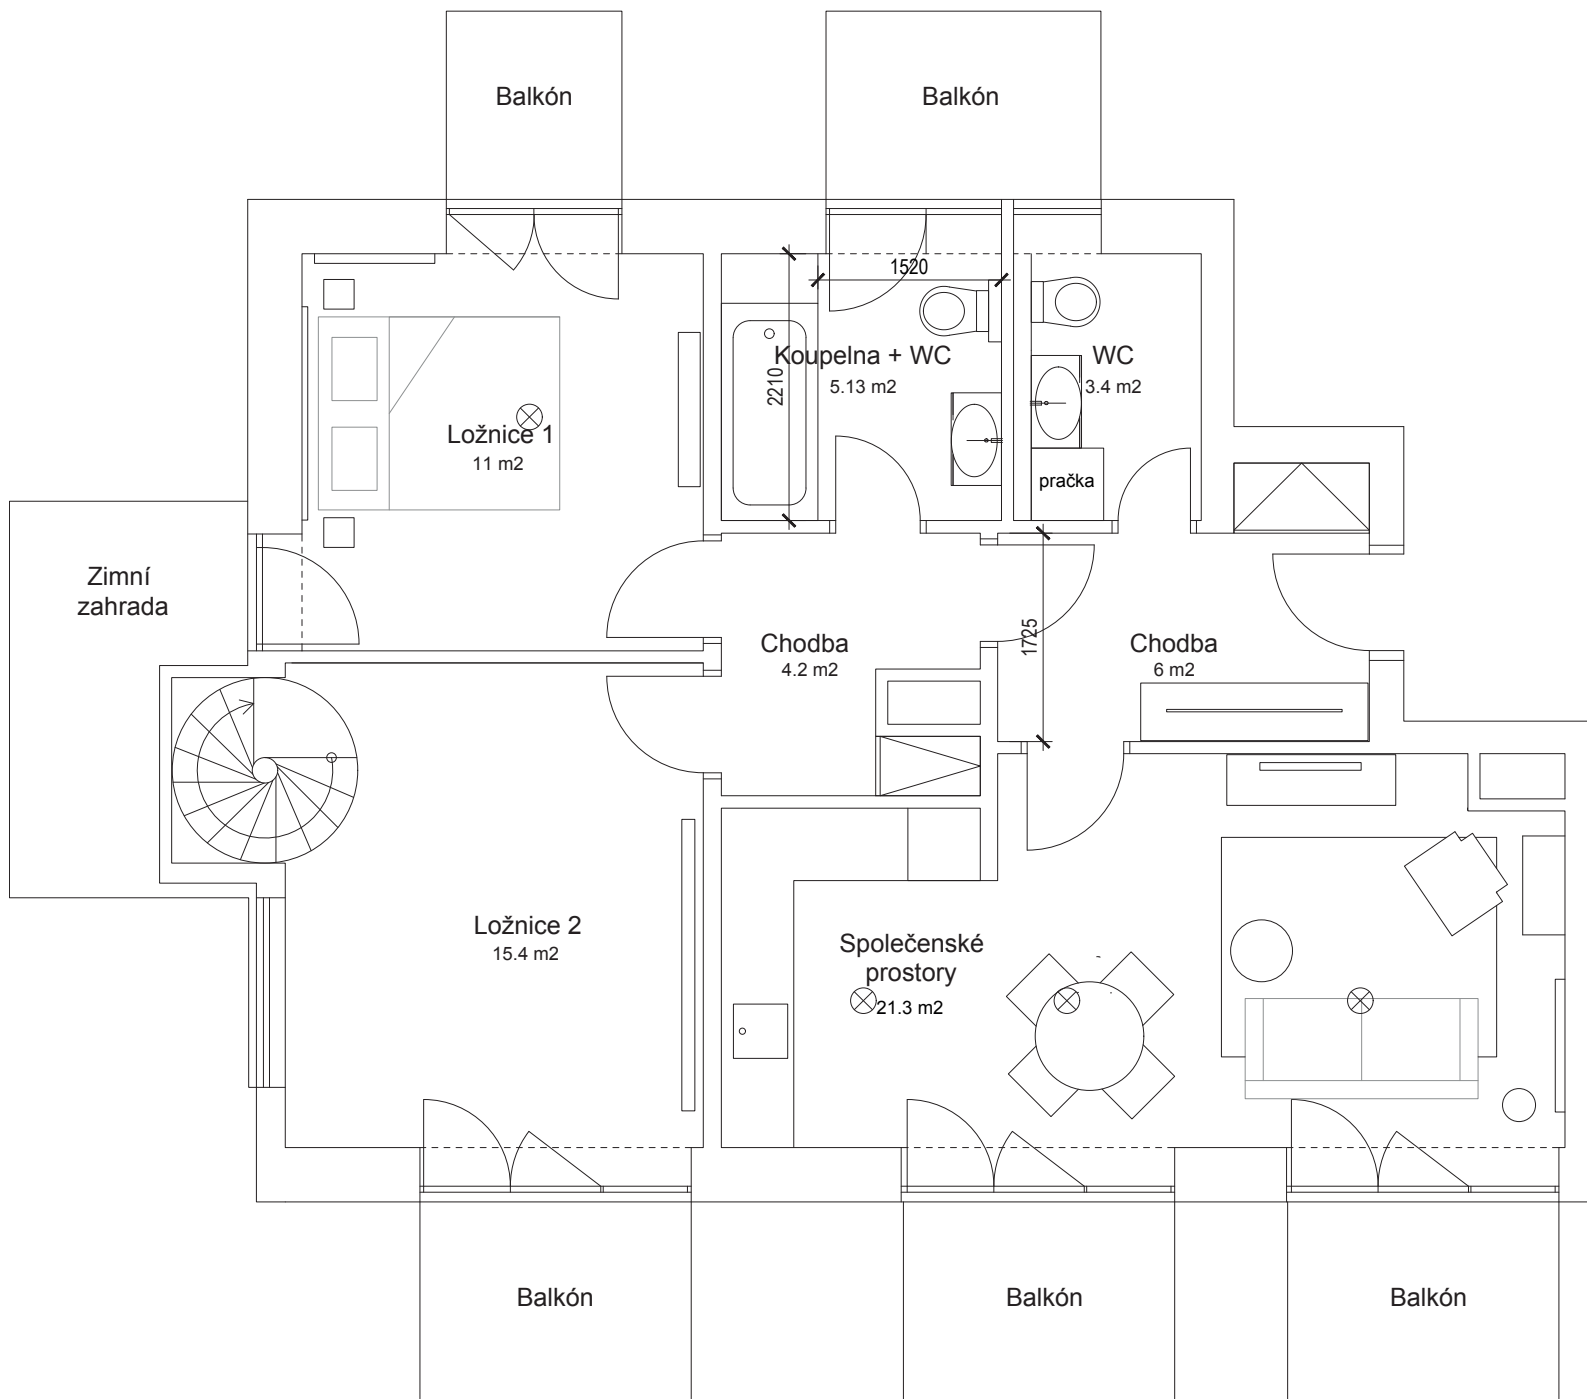 Balkón
Balkón
1520
2210
Koupelna + WC
5.13 m2
WC
3.4 m2
Ložnice 1
11 m2
pračka
Zimní
zahrada
Chodba
4.2 m2
1725
Chodba
6 m2
Ložnice 2
15.4 m2
Společenské
prostory
21.3 m2
Balkón
Balkón
Balkón